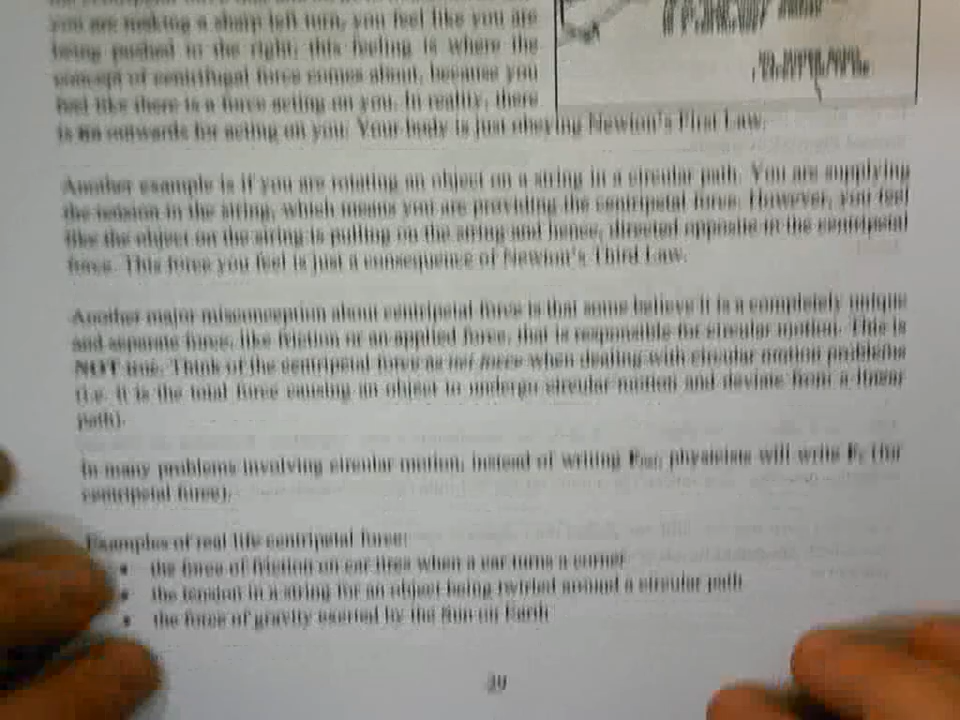 you are making a sharp left turn, you feel like you are
being pushed to the right; this feeling is where the
concept of centrifugal force comes about, because you
feel like there is a force acting on you. In reality, there
is no outwards for acting on you. Your body is just obeying Newton's First Law.
Another example is if you are rotating an object on a string in a circular path. You are supplying
the tension in the string, which means you are providing the centripetal force. However, you feel
like the object on the string is pulling on the string and hence, directed opposite to the centripetal
force. This force you feel is just a consequence of Newton's Third Law.
Another major misconception about centripetal force is that some believe it is a completely unique
and separate force, like friction or an applied force, that is responsible for circular motion. This is
NOT true. Think of the centripetal force as net force when dealing with circular motion problems
(i.e. it is the total force causing an object to undergo circular motion and deviate from a linear
path).
In many problems involving circular motion, instead of writing Fnet, physicists will write Fc (for
centripetal force).
Examples of real life centripetal force:
• the force of friction on car tires when a car turns a corner
• the tension in a string for an object being twirled around a circular path
• the force of gravity exerted by the Sun on Earth